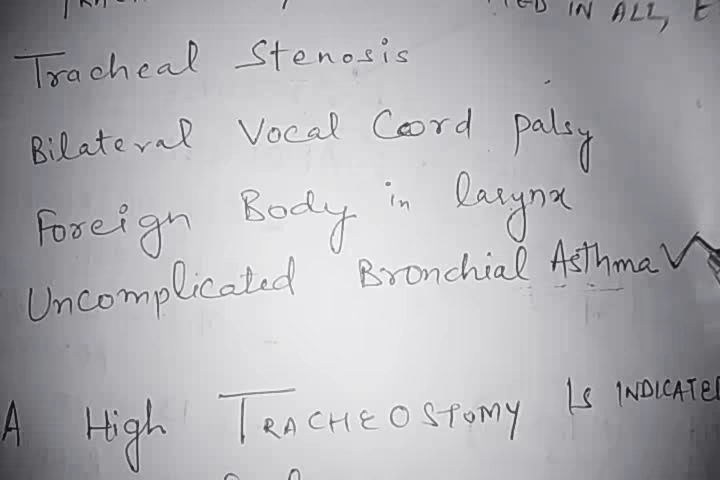 IN ALL,
Tracheal Stenosis
Bilateral Vocal Coord palsy
Foreign Body in larynx
Uncomplicated Bronchial Asthma
A High TRACHEOSTOMY Is INDICATED